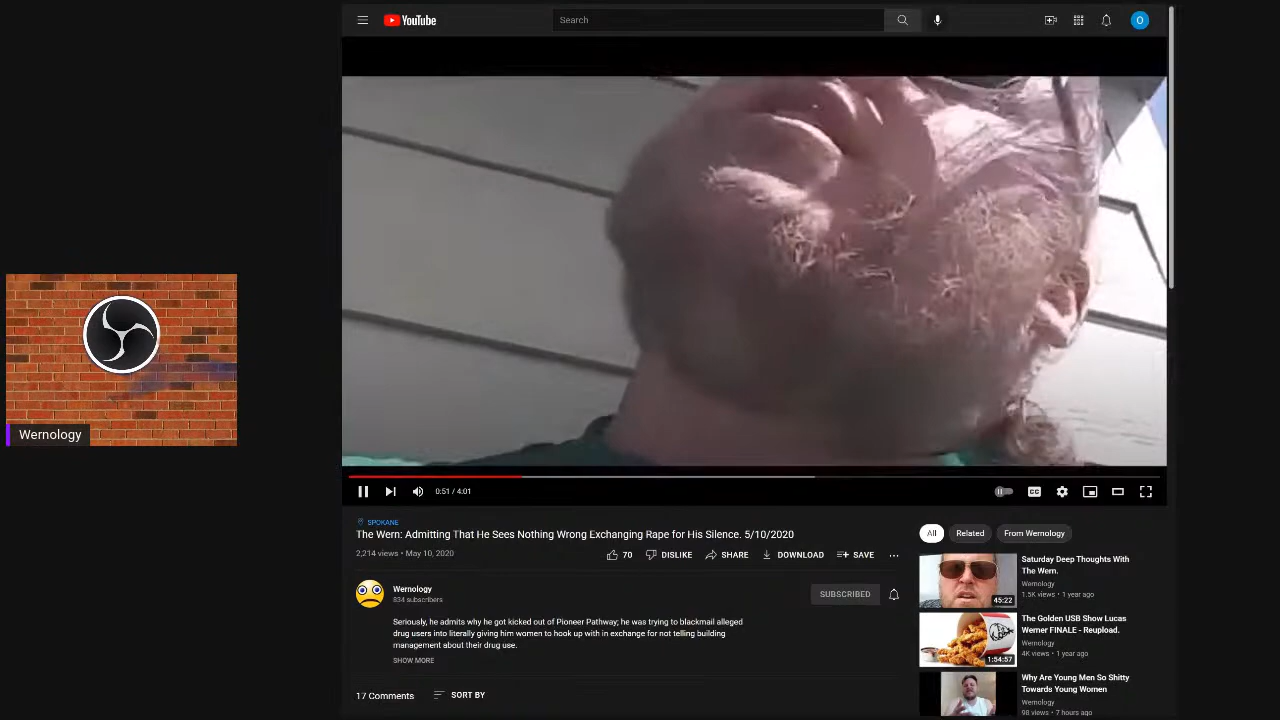 YouTube
Search
O
Wernology
0:51 / 4:01
CC
SPOKANE
The Wern: Admitting That He Sees Nothing Wrong Exchanging Rape for His Silence. 5/10/2020
2,214 views • May 10, 2020
70
DISLIKE
SHARE
DOWNLOAD
SAVE
Wernology
834 subscribers
SUBSCRIBED
Seriously, he admits why he got kicked out of Pioneer Pathway; he was trying to blackmail alleged
drug users into literally giving him women to hook up with in exchange for not telling building
management about their drug use.
SHOW MORE
17 Comments
SORT BY
All
Related
From Wernology
45:22
Saturday Deep Thoughts With
The Wern.
Wernology
1.5K views • 1 year ago
1:54:57
The Golden USB Show Lucas
Werner FINALE - Reupload.
Wernology
4K views • 1 year ago
Why Are Young Men So Shitty
Towards Young Women
Wernology
98 views • 7 hours ago